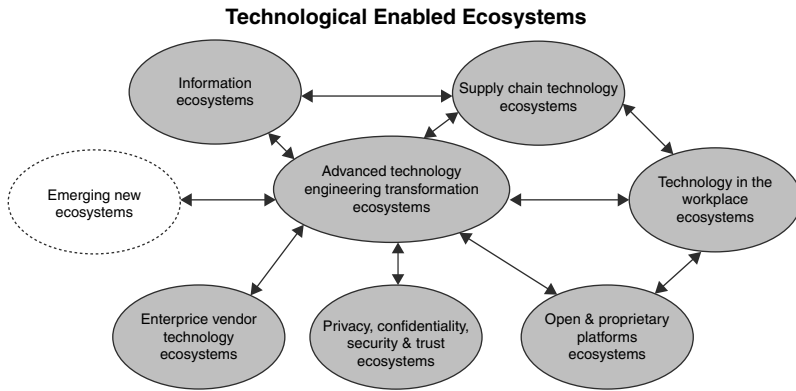 Technological Enabled Ecosystems
Information
ecosystems
Supply chain technology
ecosystems
Advanced technology
engineering transformation
ecosystems
Emerging new
ecosystems
Technology in the
workplace
ecosystems
Enterprice vendor
technology
ecosystems
Privacy, confidentiality,
security & trust
ecosystems
Open & proprietary
platforms
ecosystems